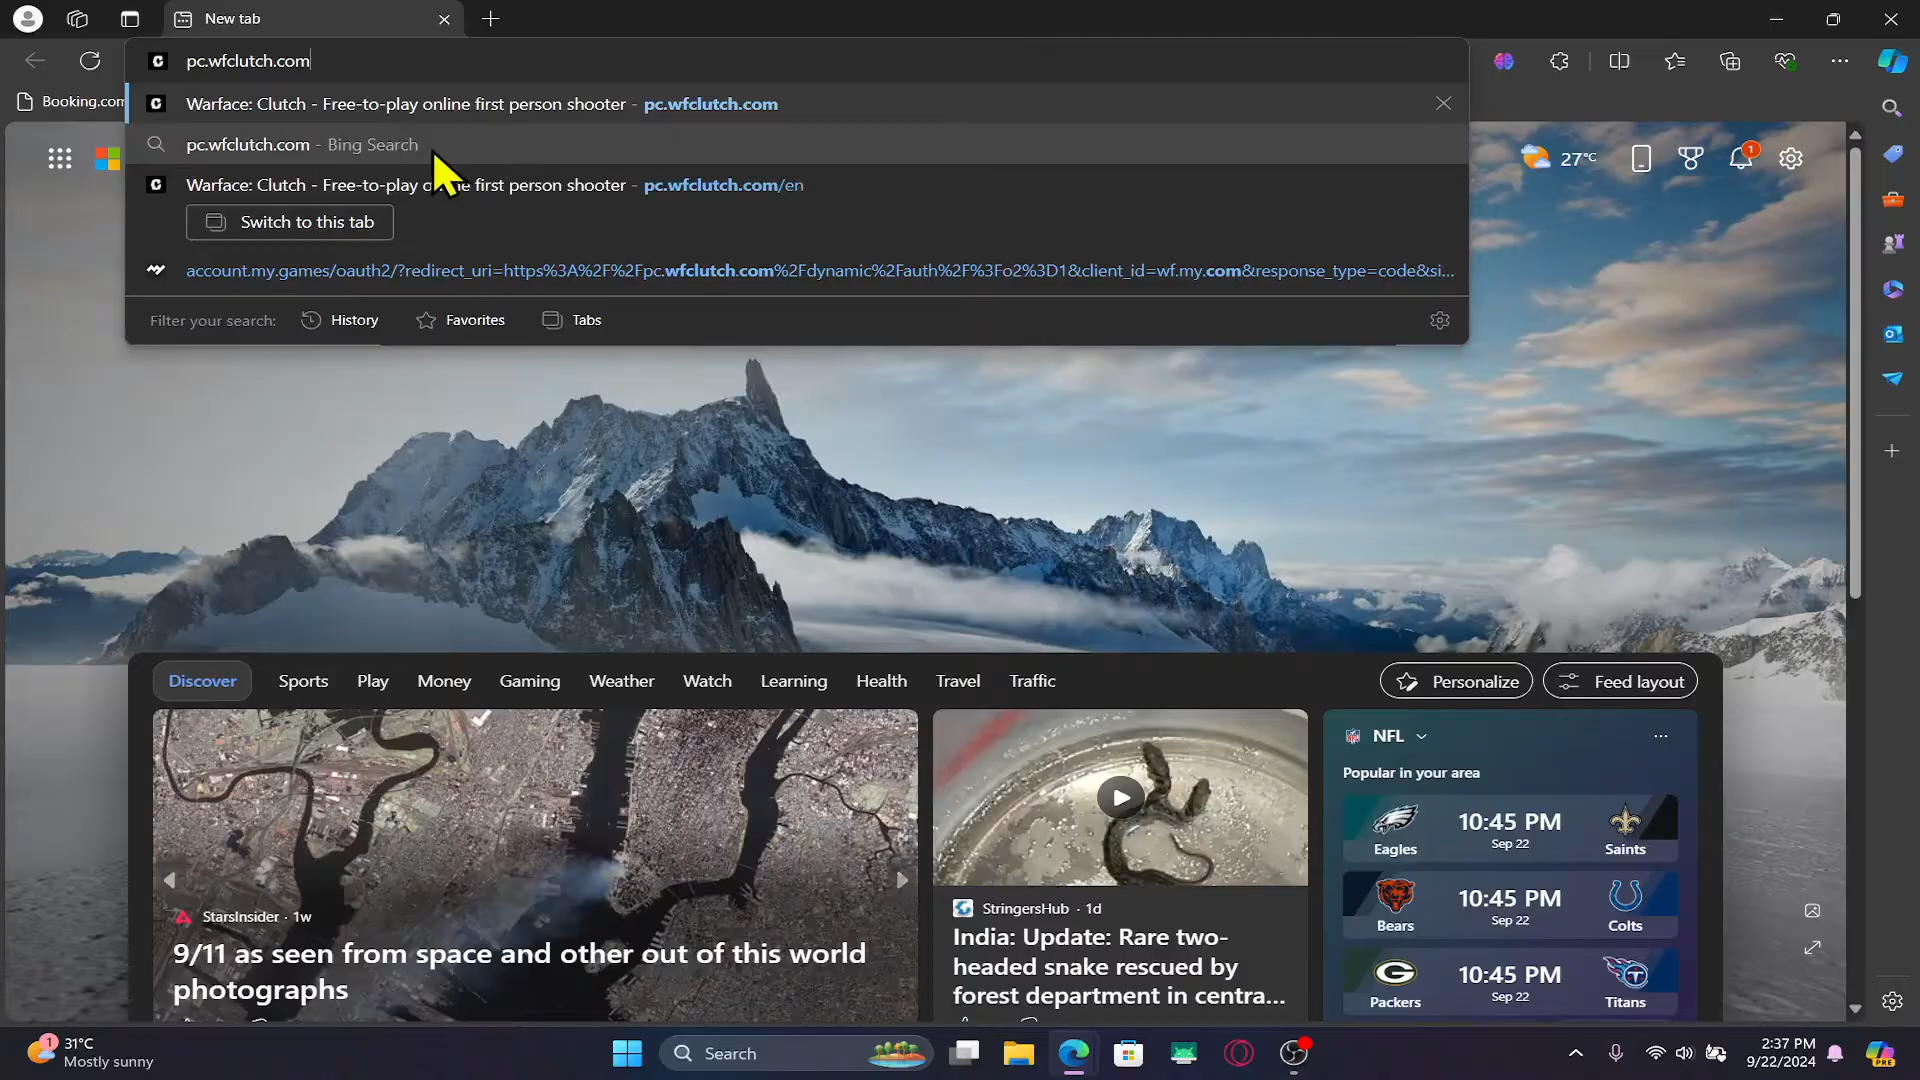 New tab
pc.wfclutch.com
Warface: Clutch - Free-to-play online first person shooter - pc.wfclutch.com
pc.wfclutch.com - Bing Search
Warface: Clutch - Free-to-play first person shooter - pc.wfclutch.com/en
Switch to this tab
account.my.games/oauth2/?redirect_uri=https%3A%2F%2Fpc.wfclutch.com%2Fdynamic%2Fauth%2F%3Fo2%3D1&client_id=wf.my.com&response_type=code&si...
Filter your search:
History
Favorites
Tabs
Booking.com
27°C
1
Discover
Sports
Play
Money
Gaming
Weather
Watch
Learning
Health
Travel
Traffic
Personalize
Feed layout
StarsInsider · 1w
9/11 as seen from space and other out of this world
photographs
StringersHub · 1d
India: Update: Rare two-
headed snake rescued by
forest department in centra...
NFL
Popular in your area
10:45 PM
Sep 22
Eagles
Saints
10:45 PM
Sep 22
Bears
Colts
10:45 PM
Sep 22
Packers
Titans
1
31°C
Mostly sunny
Search
2:37 PM
9/22/2024
PRE